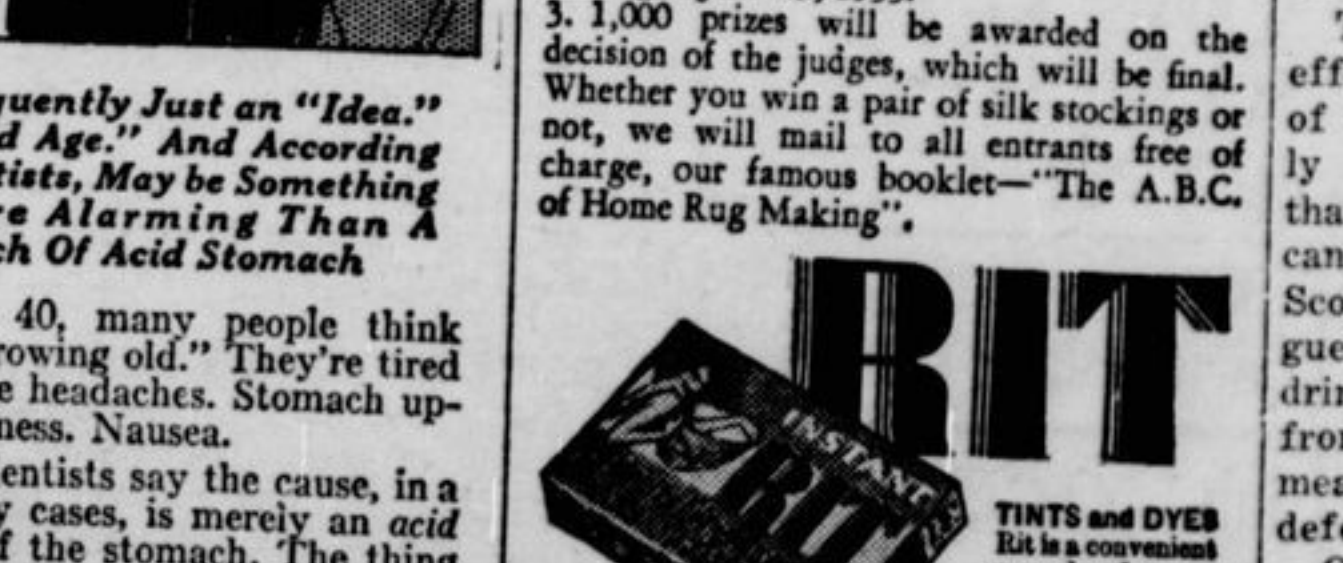 quently Just an "Idea."
d Age." And According
tists, May be Something
re Alarming Than A
ch Of Acid Stomach
40, many people think
rowing old." They're tired
e headaches. Stomach up-
ness. Nausea.
entists say the cause, in a
y cases, is merely an acid
f the stomach. The thing
3. 1,000 prizes will be awarded on the
decision of the judges, which will be final.
Whether you win a pair of silk stockings or
not, we will mail to all entrants free of
charge, our famous booklet—"The A.B.C.
of Home Rug Making".
RIT
INSTANT
RIT
TINTS and DYES
Rit is a convenient
eff
of
ly
tha
can
Sco
gue
drin
fro
mea
def